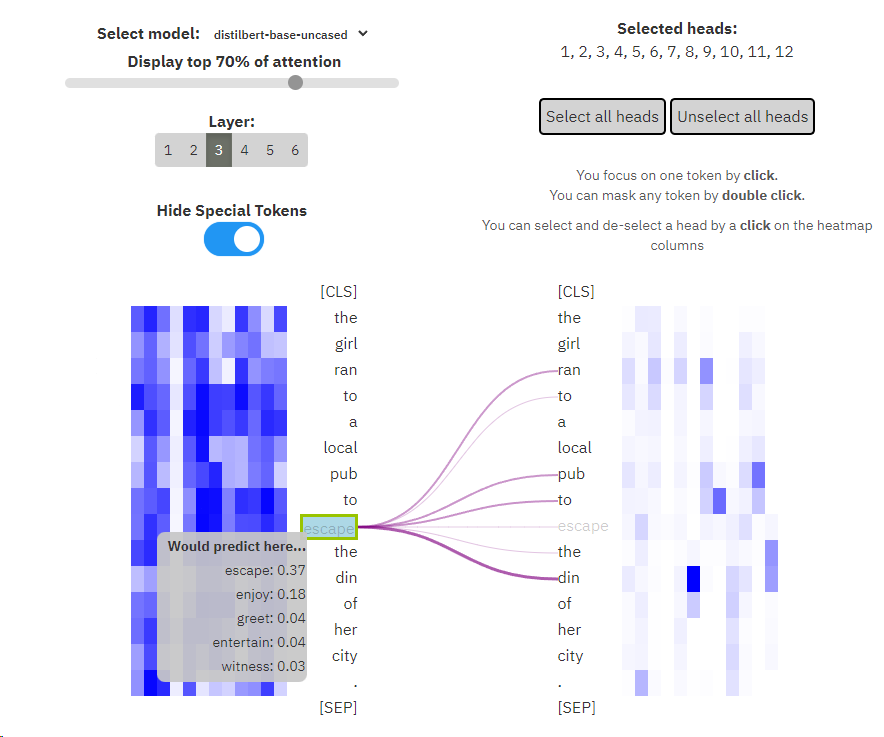 Select model: distilbert-base-uncased
Display top 70% of attention
Layer:
1 2 3 4 5 6
Hide Special Tokens
Selected heads:
1, 2, 3, 4, 5, 6, 7, 8, 9, 10, 11, 12
Select all heads Unselect all heads
You focus on one token by click.
You can mask any token by double click.
You can select and de-select a head by a click on the heatmap
columns
[CLS]
the
girl
ran
to
a
local
pub
to
escape
the
din
of
her
city
.
[SEP]
Would predict here...
escape: 0.37
enjoy: 0.18
greet: 0.04
entertain: 0.04
witness: 0.03
[CLS]
the
girl
ran
to
a
local
pub
to
escape
the
din
of
her
city
.
[SEP]